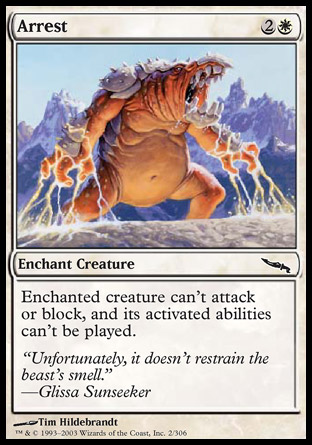 Arrest 2
Enchant Creature
Enchanted creature can't attack
or block, and its activated abilities
can't be played.
“Unfortunately, it doesn't restrain the
beast's smell.”
—Glissa Sunseeker
Tim Hildebrandt
™ & © 1993–2003 Wizards of the Coast, Inc. 2/306